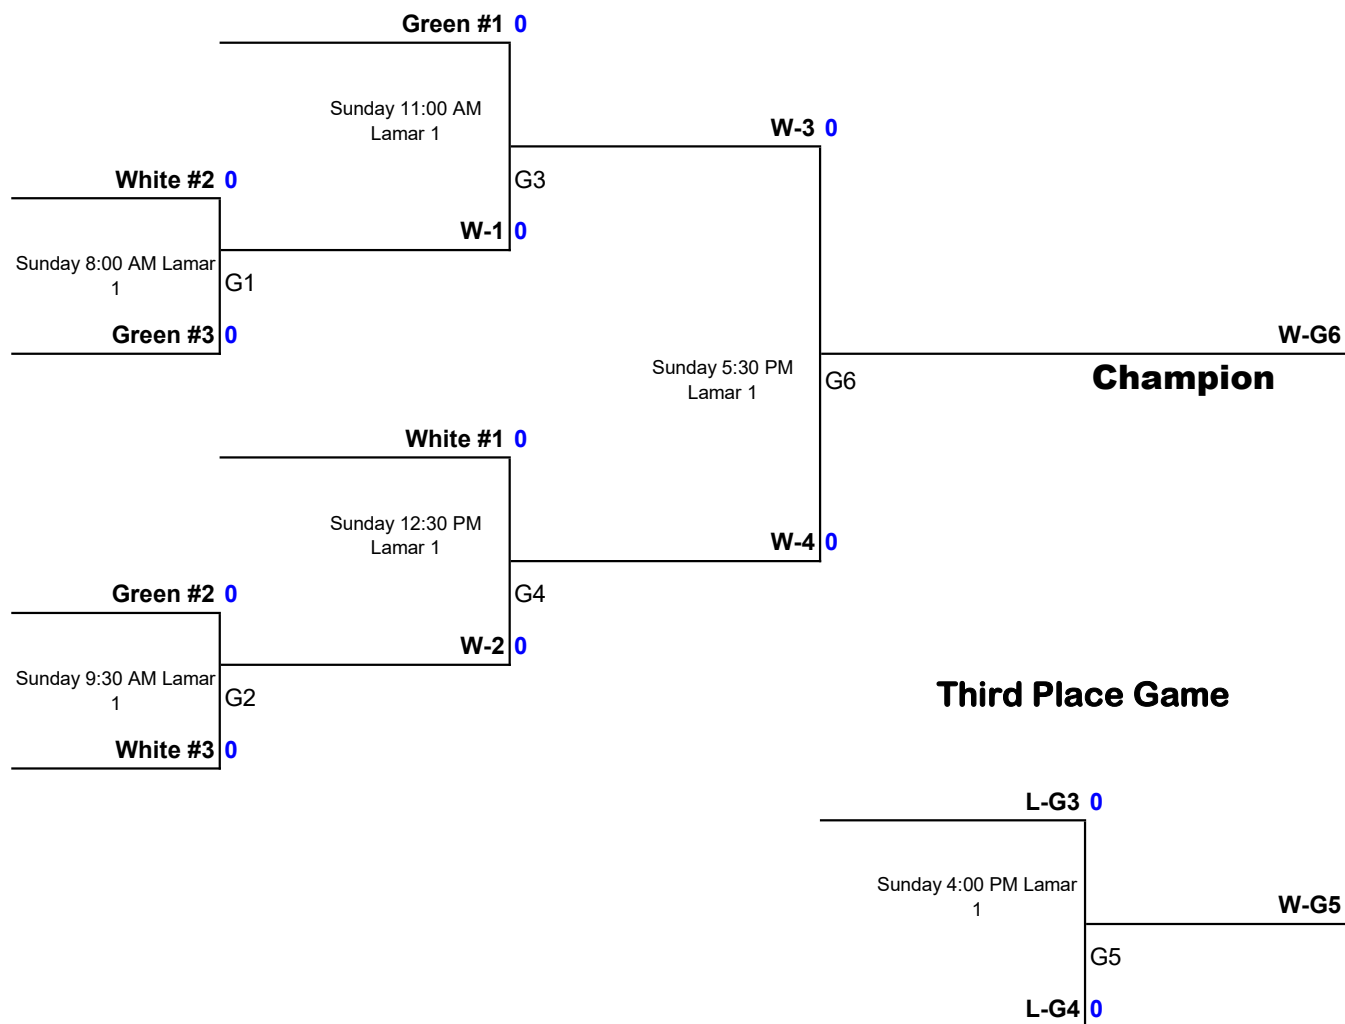 Green #1 0
Sunday 11:00 AM
Lamar 1
W-3 0
White #2 0
G3
W-1 0
Sunday 8:00 AM Lamar
1
G1
Green #3 0
W-G6
Sunday 5:30 PM
Lamar 1
G6
Champion
White #1 0
Sunday 12:30 PM
Lamar 1
W-4 0
Green #2 0
G4
W-2 0
Sunday 9:30 AM Lamar
1
G2
Third Place Game
White #3 0
L-G3 0
Sunday 4:00 PM Lamar
1
W-G5
G5
L-G4 0